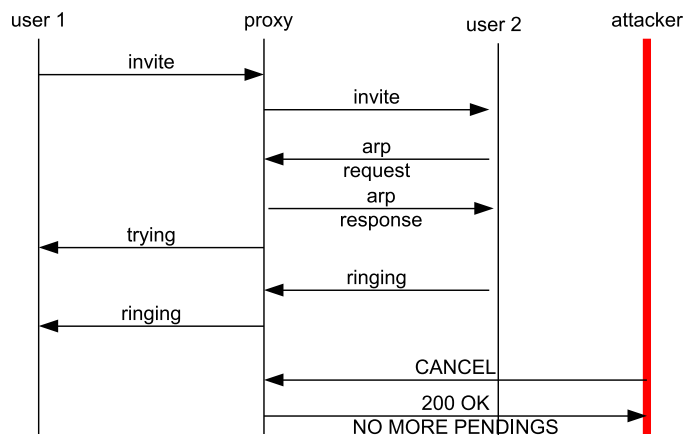 user 1
proxy
user 2
attacker
invite
invite
arp
request
arp
response
trying
ringing
ringing
CANCEL
200 OK
NO MORE PENDINGS